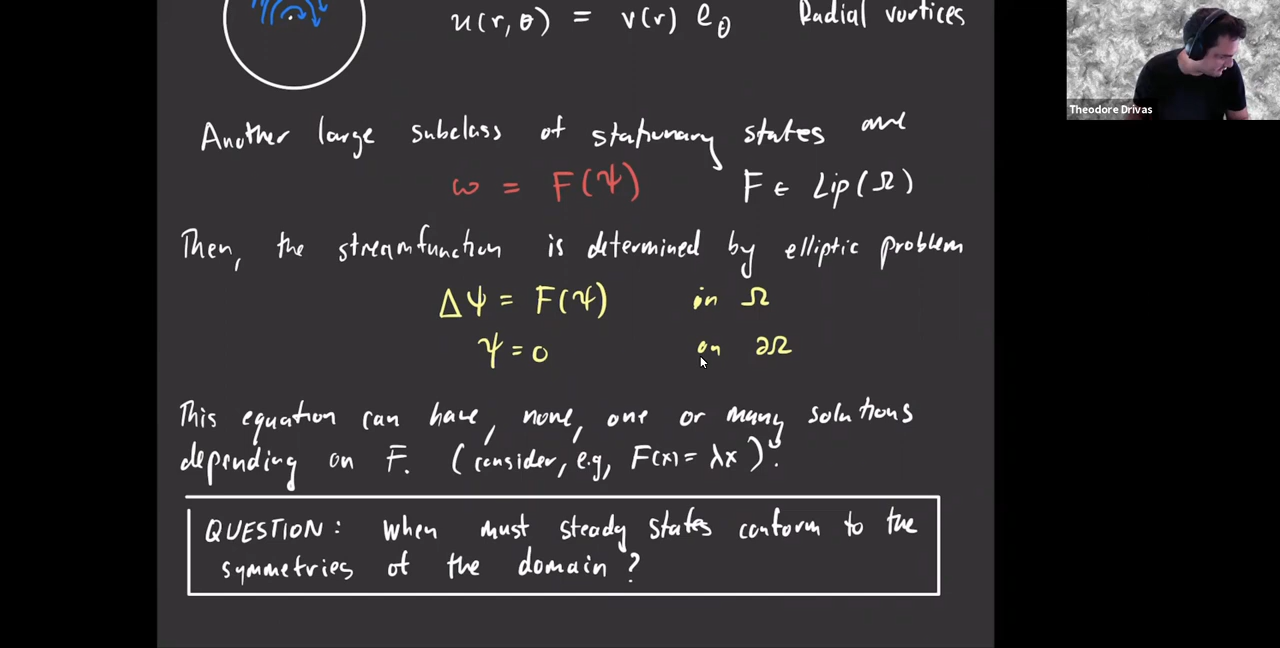 u(r, θ) = v(r) e_θ Radial vortices
Theodore Drivas
Another large subclass of stationary states are
ω = F(ψ) F ∈ Lip(Ω)
Then, the streamfunction is determined by elliptic problem
Δψ = F(ψ) in Ω
ψ = 0 on ∂Ω
This equation can have, none, one or many solutions
depending on F. (consider, e.g, F(x) = λx).
QUESTION: When must steady states conform to the
symmetries of the domain?